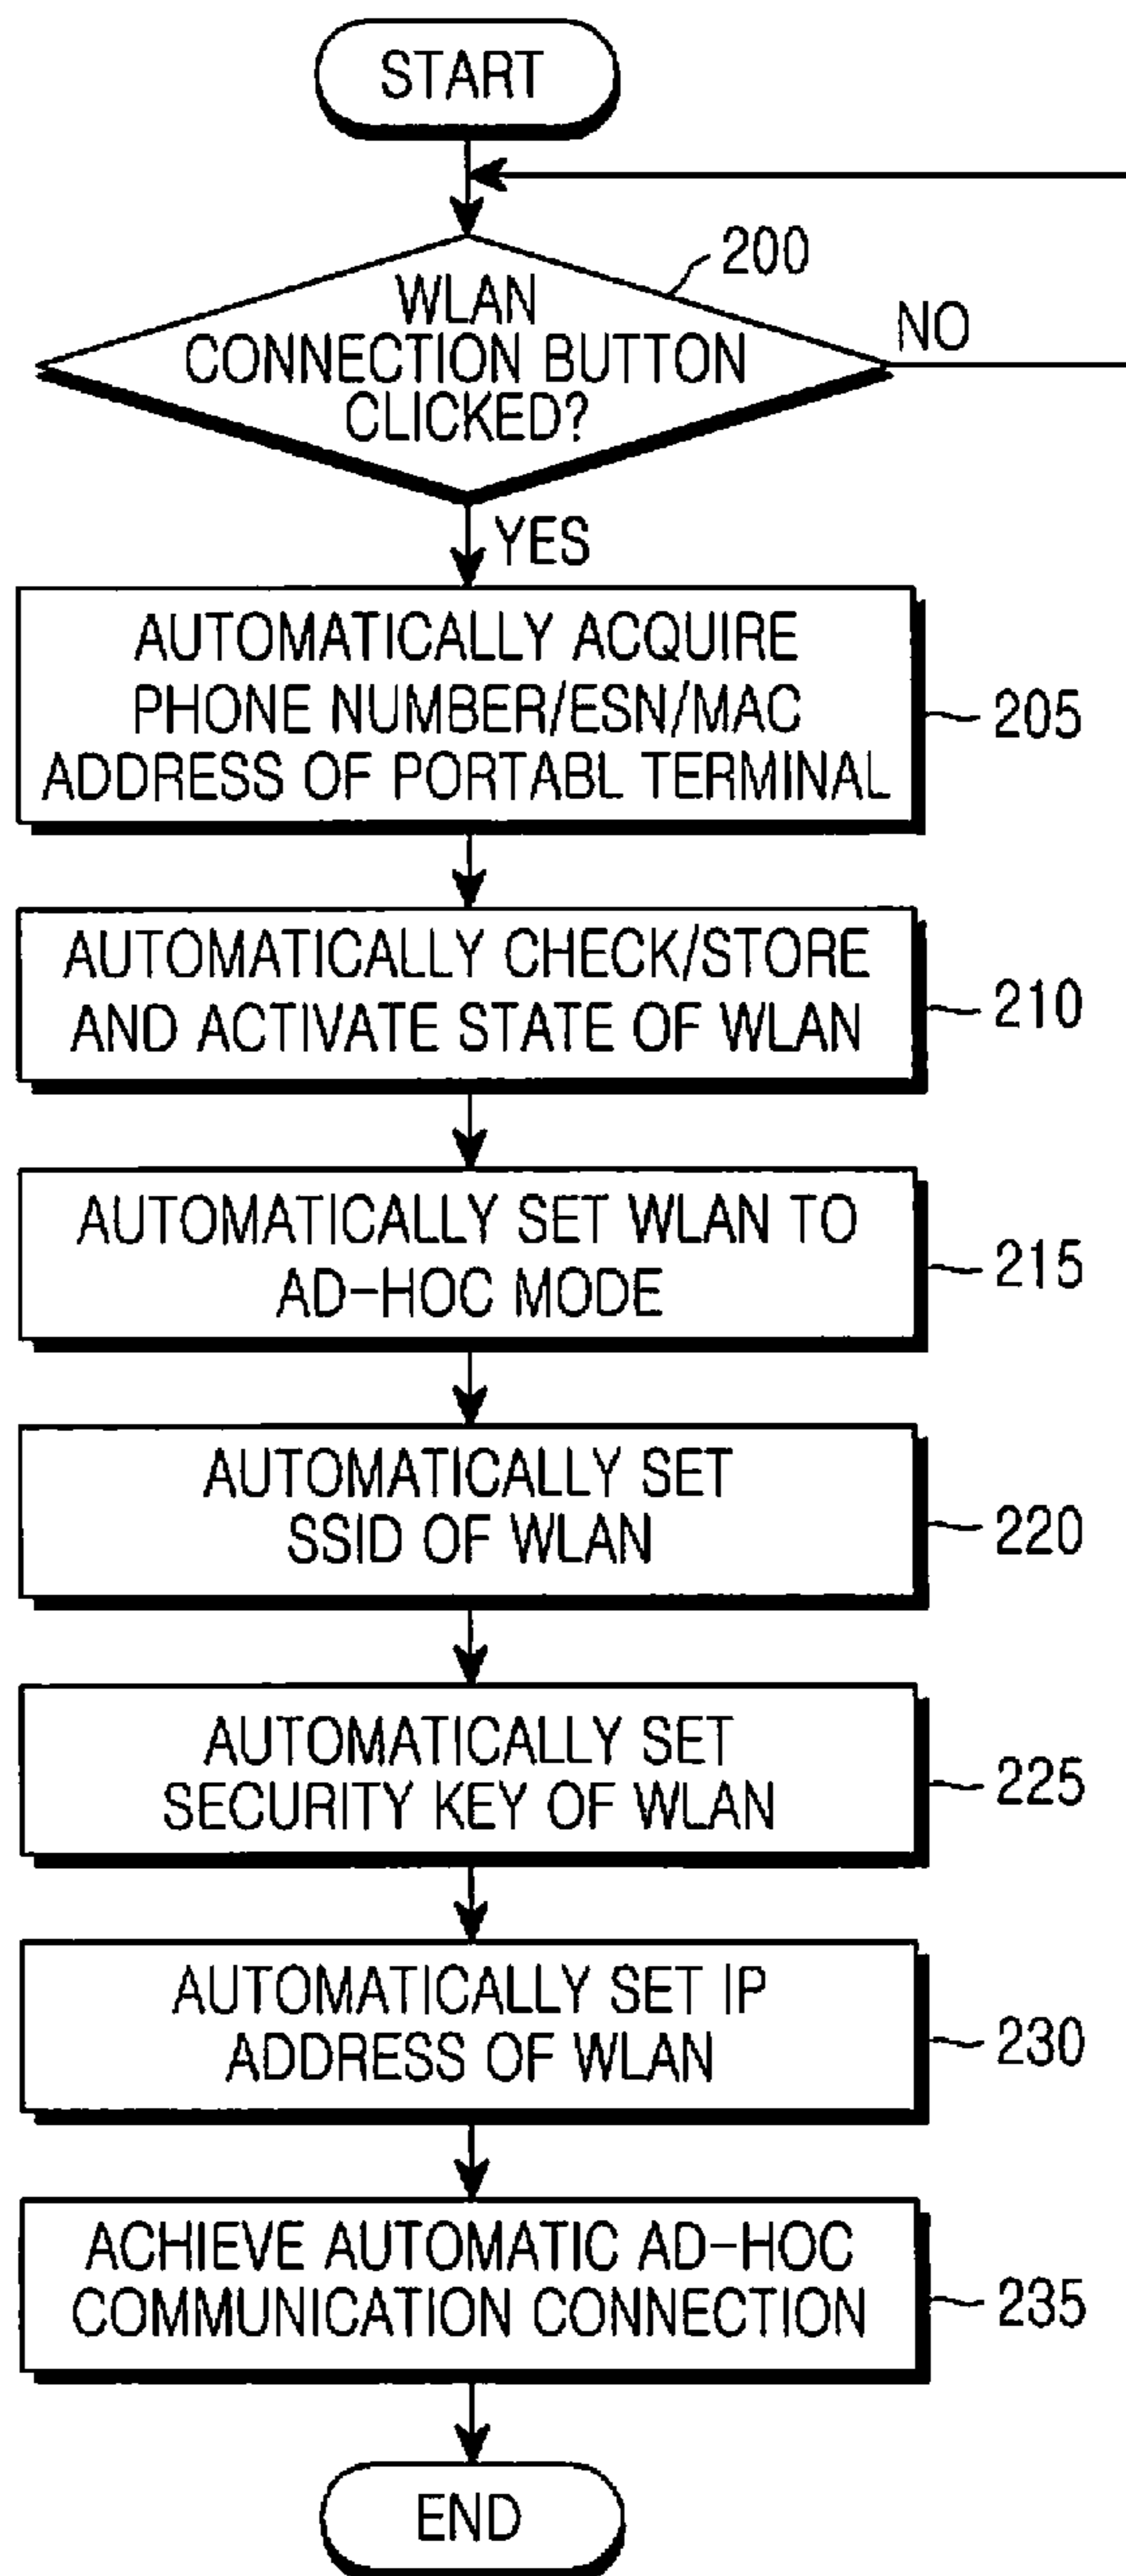 START
200
WLAN
CONNECTION BUTTON
CLICKED?
NO
YES
AUTOMATICALLY ACQUIRE
PHONE NUMBER/ESN/MAC
ADDRESS OF PORTABL TERMINAL
205
AUTOMATICALLY CHECK/STORE
AND ACTIVATE STATE OF WLAN
210
AUTOMATICALLY SET WLAN TO
AD-HOC MODE
215
AUTOMATICALLY SET
SSID OF WLAN
220
AUTOMATICALLY SET
SECURITY KEY OF WLAN
225
AUTOMATICALLY SET IP
ADDRESS OF WLAN
230
ACHIEVE AUTOMATIC AD-HOC
COMMUNICATION CONNECTION
235
END